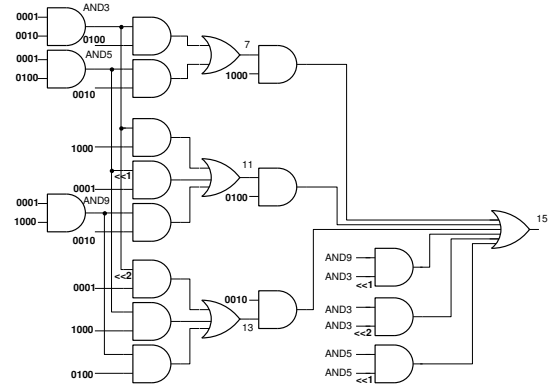 0001 AND3
0010 0100 7
0001 AND5
0100 1000
0010
1000 11
<<1
0001 AND9 0001 0100 15
1000
0010 AND9
<<2 AND3
0001 0010 <<1
AND3
1000 13 AND3
<<2
AND5
0100 AND5
<<1